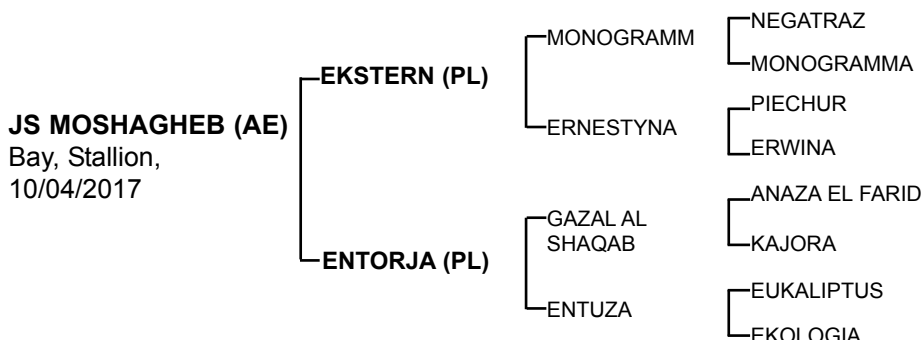 JS MOSHAGHEB (AE)
Bay, Stallion,
10/04/2017
EKSTERN (PL)
ENTORJA (PL)
MONOGRAMM
ERNESTYNA
GAZAL AL
SHAQAB
ENTUZA
NEGATRAZ
MONOGRAMMA
PIECHUR
ERWINA
ANAZA EL FARID
KAJORA
EUKALIPTUS
EKOLOGIA